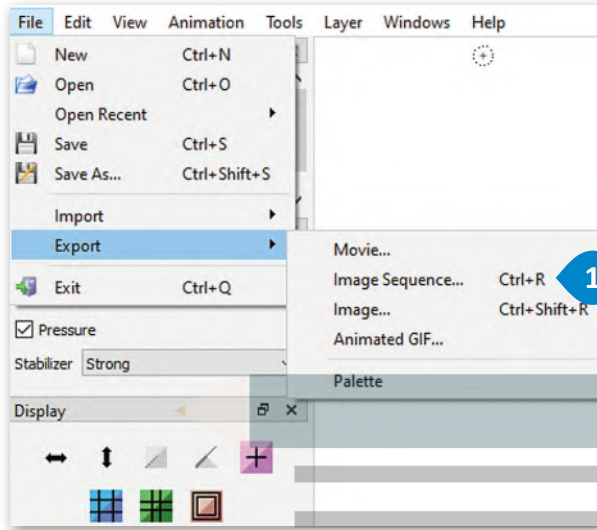 File Edit View Animation Tools Layer Windows Help
New Ctrl+N
Open Ctrl+O
Open Recent
Save Ctrl+S
Save As... Ctrl+Shift+S
Import
Export
Exit Ctrl+Q
Movie...
Image Sequence... Ctrl+R 1
Image... Ctrl+Shift+R
Animated GIF...
Palette
Pressure
Stabilizer Strong
Display